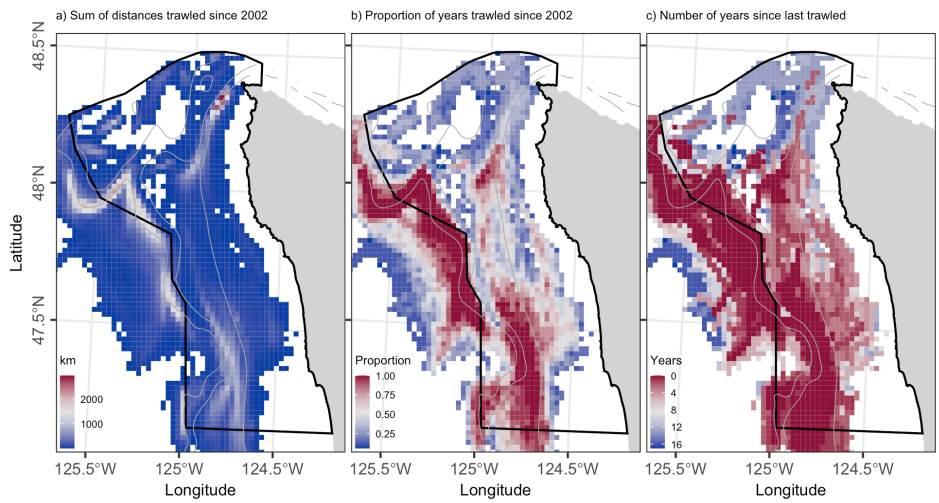 a) Sum of distances trawled since 2002
b) Proportion of years trawled since 2002
c) Number of years since last trawled
48.5°N
48°N
47.5°N
Latitude
km
2000
1000
Proportion
1.00
0.75
0.50
0.25
Years
0
4
8
12
16
125.5°W 125°W 124.5°W
125.5°W 125°W 124.5°W
125.5°W 125°W 124.5°W
Longitude
Longitude
Longitude